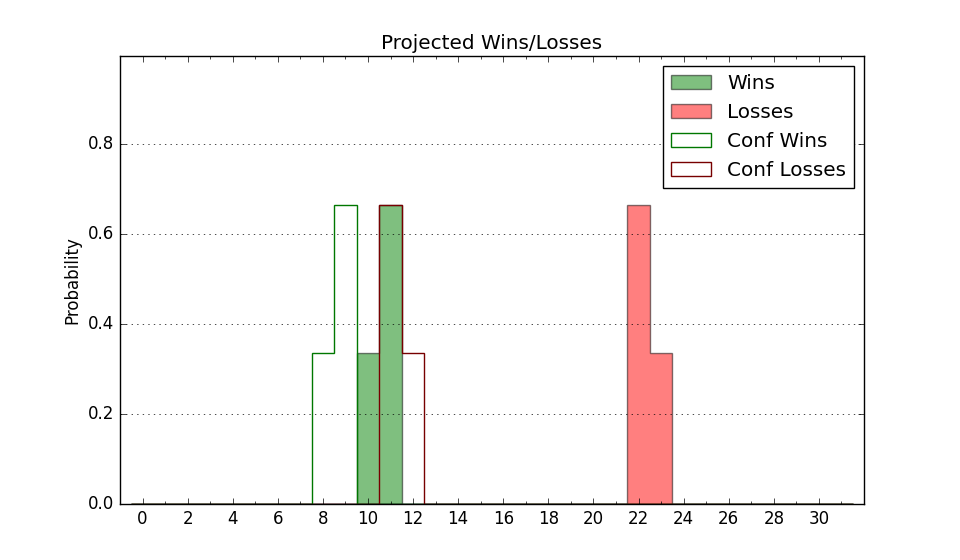 Projected Wins/Losses
Wins
Losses
Conf Wins
Conf Losses
Probability
0.8
0.6
0.4
0.2
0.0
0 2 4 6 8 10 12 14 16 18 20 22 24 26 28 30